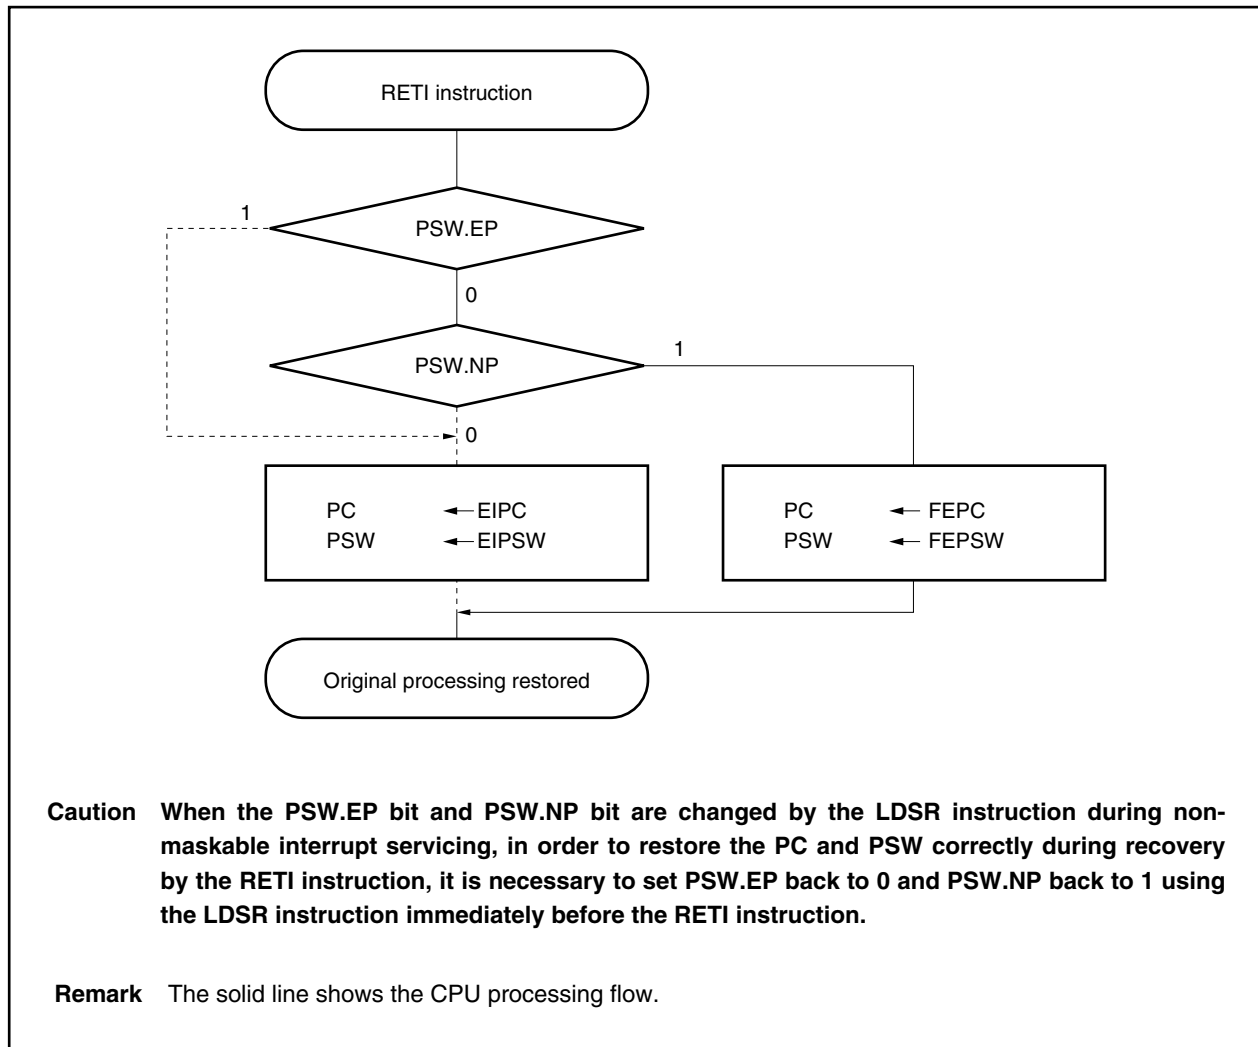 RETI instruction
1
PSW.EP
0
PSW.NP
1
0
PC ← EIPC
PSW ← EIPSW
PC ← FEPC
PSW ← FEPSW
Original processing restored
Caution When the PSW.EP bit and PSW.NP bit are changed by the LDSR instruction during non-
maskable interrupt servicing, in order to restore the PC and PSW correctly during recovery
by the RETI instruction, it is necessary to set PSW.EP back to 0 and PSW.NP back to 1 using
the LDSR instruction immediately before the RETI instruction.
Remark The solid line shows the CPU processing flow.